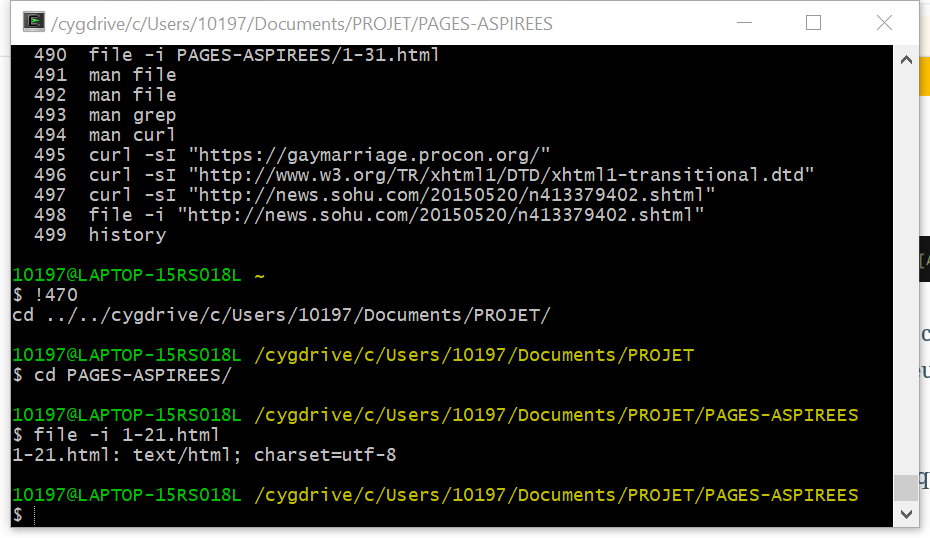 /cygdrive/c/Users/10197/Documents/PROJET/PAGES-ASPIREES
490  file -i PAGES-ASPIREES/1-31.html
491  man file
492  man file
493  man grep
494  man curl
495  curl -sI "https://gaymarriage.procon.org/"
496  curl -sI "http://www.w3.org/TR/xhtml1/DTD/xhtml1-transitional.dtd"
497  curl -sI "http://news.sohu.com/20150520/n413379402.shtml"
498  file -i "http://news.sohu.com/20150520/n413379402.shtml"
499  history
10197@LAPTOP-15RS018L ~
$ !470
cd ../../cygdrive/c/Users/10197/Documents/PROJET/
10197@LAPTOP-15RS018L /cygdrive/c/Users/10197/Documents/PROJET
$ cd PAGES-ASPIREES/
10197@LAPTOP-15RS018L /cygdrive/c/Users/10197/Documents/PROJET/PAGES-ASPIREES
$ file -i 1-21.html
1-21.html: text/html; charset=utf-8
10197@LAPTOP-15RS018L /cygdrive/c/Users/10197/Documents/PROJET/PAGES-ASPIREES
$